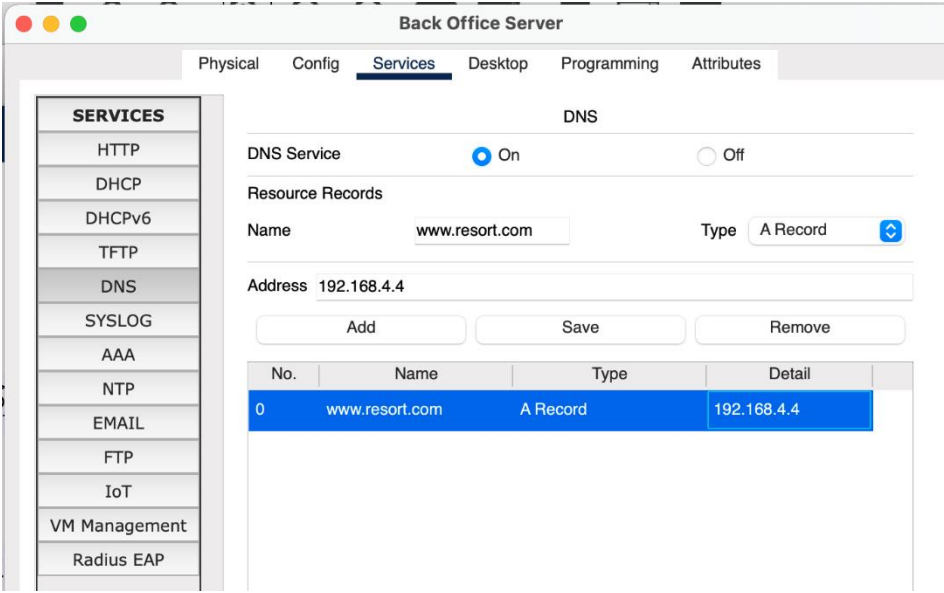 Back Office Server
Physical Config Services Desktop Programming Attributes
SERVICES
HTTP
DHCP
DHCPv6
TFTP
DNS
SYSLOG
AAA
NTP
EMAIL
FTP
IoT
VM Management
Radius EAP
DNS
DNS Service On Off
Resource Records
Name www.resort.com Type A Record
Address 192.168.4.4
Add Save Remove
No. Name Type Detail
0 www.resort.com A Record 192.168.4.4